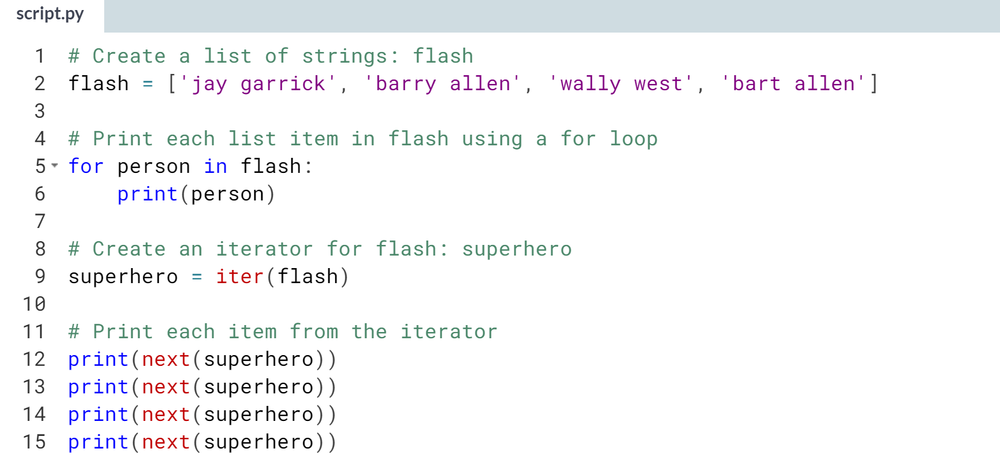 script.py
1 # Create a list of strings: flash
2 flash = ['jay garrick', 'barry allen', 'wally west', 'bart allen']
3
4 # Print each list item in flash using a for loop
5 for person in flash:
6     print(person)
7
8 # Create an iterator for flash: superhero
9 superhero = iter(flash)
10
11 # Print each item from the iterator
12 print(next(superhero))
13 print(next(superhero))
14 print(next(superhero))
15 print(next(superhero))